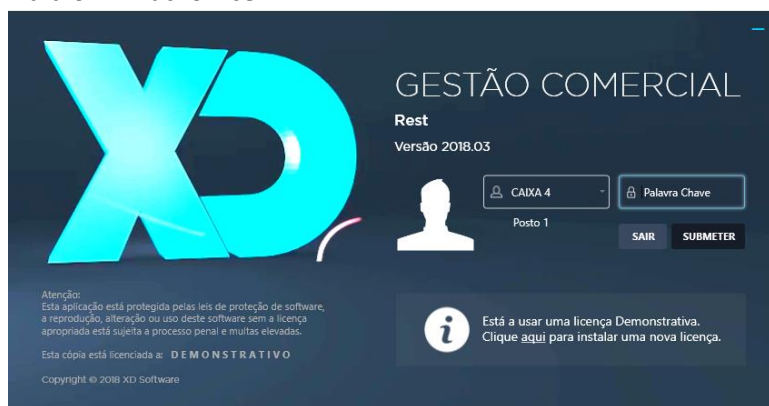 XD
GESTÃO COMERCIAL
Rest
Versão 2018.03
CAIXA 4
Palavra Chave
Posto 1
SAIR
SUBMETER
Atenção:
Esta aplicação está protegida pelas leis de proteção de software,
a reprodução, alteração ou uso deste software sem a licença
apropriada está sujeita a processo penal e multas elevadas.
Esta cópia está licenciada a: DEMONSTRATIVO
Copyright © 2018 XD Software
i
Está a usar uma licença Demonstrativa.
Clique aqui para instalar uma nova licença.